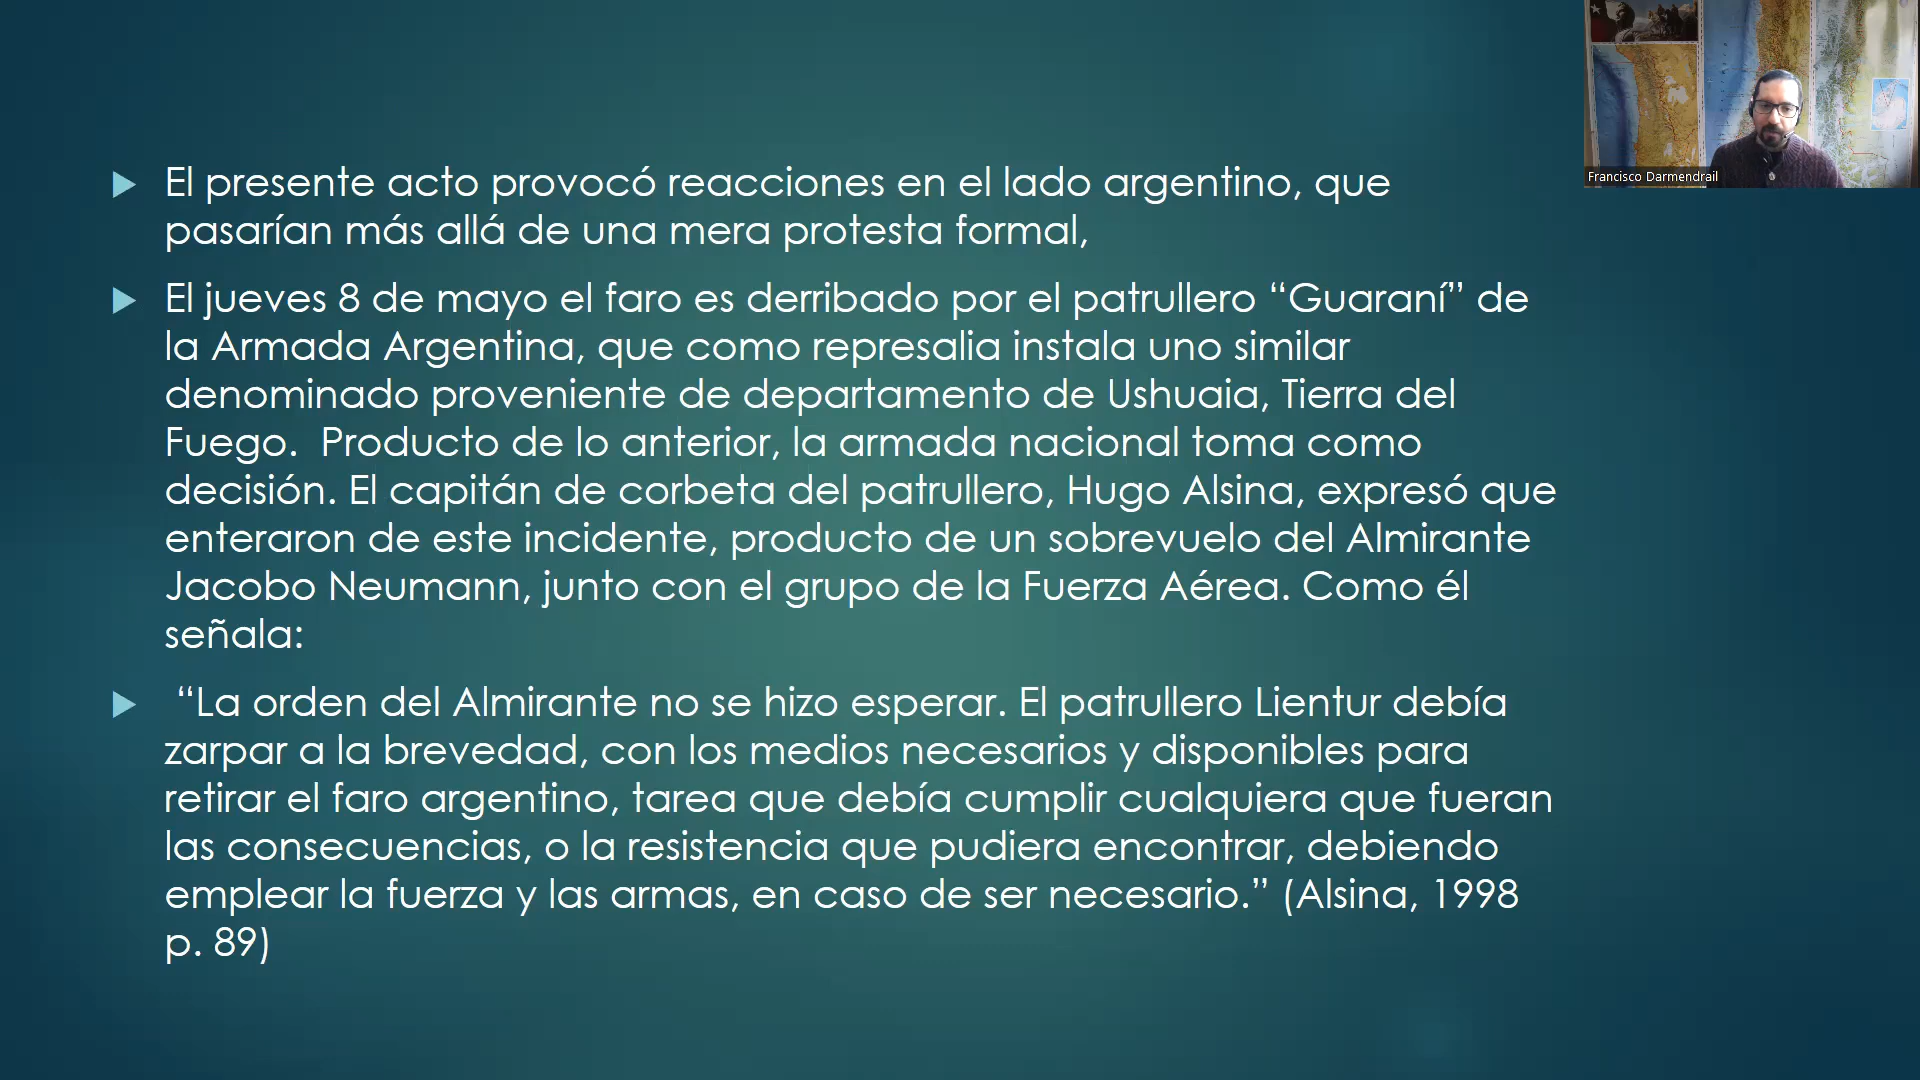 Francisco Darmendrail
El presente acto provocó reacciones en el lado argentino, que
pasarían más allá de una mera protesta formal,
El jueves 8 de mayo el faro es derribado por el patrullero “Guaraní” de
la Armada Argentina, que como represalia instala uno similar
denominado proveniente de departamento de Ushuaia, Tierra del
Fuego.  Producto de lo anterior, la armada nacional toma como
decisión. El capitán de corbeta del patrullero, Hugo Alsina, expresó que
enteraron de este incidente, producto de un sobrevuelo del Almirante
Jacobo Neumann, junto con el grupo de la Fuerza Aérea. Como él
señala:
“La orden del Almirante no se hizo esperar. El patrullero Lientur debía
zarpar a la brevedad, con los medios necesarios y disponibles para
retirar el faro argentino, tarea que debía cumplir cualquiera que fueran
las consecuencias, o la resistencia que pudiera encontrar, debiendo
emplear la fuerza y las armas, en caso de ser necesario.” (Alsina, 1998
p. 89)